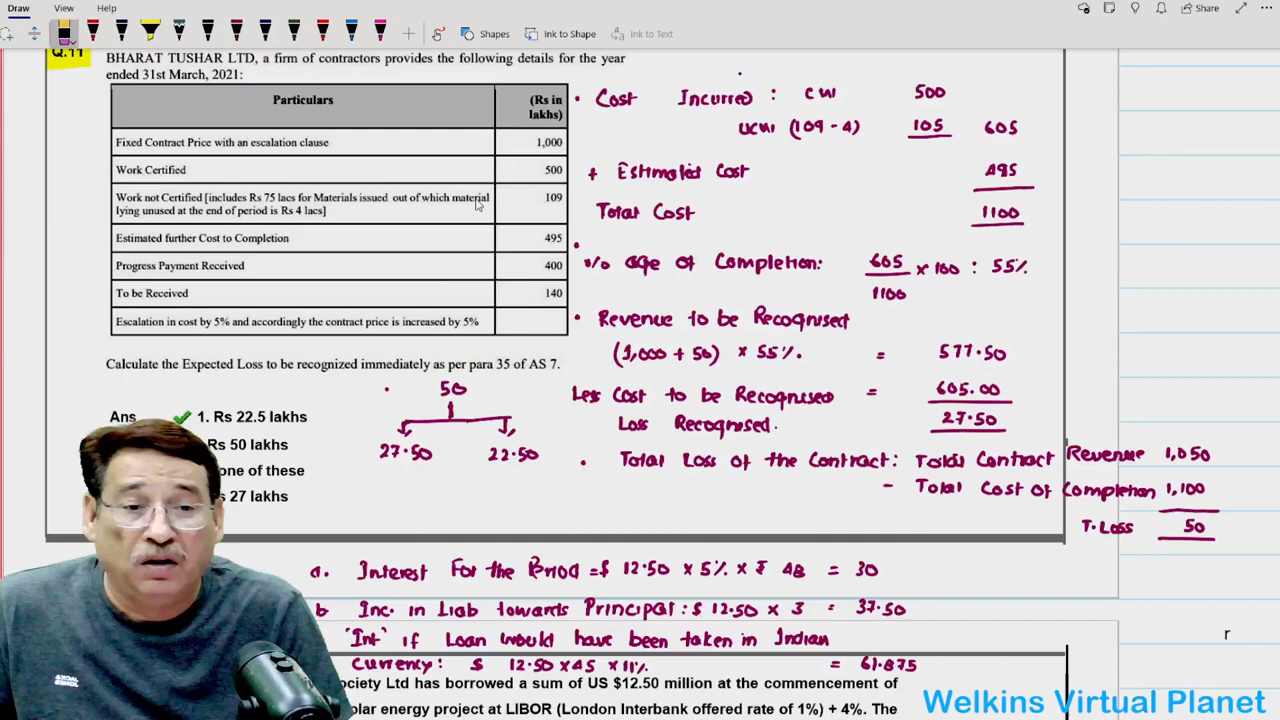 Draw View Help
Share
Shapes Ink to Shape Ink to Text
Q.11
BHARAT TUSHAR LTD, a firm of contractors provides the following details for the year
ended 31st March, 2021:
Particulars (Rs in lakhs)
Fixed Contract Price with an escalation clause 1,000
Work Certified 500
Work not Certified [includes Rs 75 lacs for Materials issued out of which material 109
lying unused at the end of period is Rs 4 lacs]
Estimated further Cost to Completion 495
Progress Payment Received 400
To be Received 140
Escalation in cost by 5% and accordingly the contract price is increased by 5%
Calculate the Expected Loss to be recognized immediately as per para 35 of AS 7.
Ans 1. Rs 22.5 lakhs
Rs 50 lakhs
one of these
s 27 lakhs
50
27.50 22.50
• Cost Incurred : CW 500
UCW (109 - 4) 105 605
+ Estimated Cost 495
Total Cost 1100
• % age of Completion: 605/1100 × 100 : 55%
• Revenue to be Recognised
(1,000 + 50) × 55% = 577.50
Less Cost to be Recognised = 605.00
Loss Recognised. 27.50
• Total Loss of the Contract: Total Contract Revenue 1,050
- Total Cost of Completion 1,100
T. Loss 50
a. Interest For the Period = $ 12.50 × 5% × ₹ 48 = 30
b Inc. in Liab towards Principal: $ 12.50 × 3 = 37.50
'Int' if Loan would have been taken in Indian
Currency: $ 12.50 × 45 × 11% = 61.875
r
Society Ltd has borrowed a sum of US $12.50 million at the commencement of
olar energy project at LIBOR (London Interbank offered rate of 1%) + 4%. The
Welkins Virtual Planet